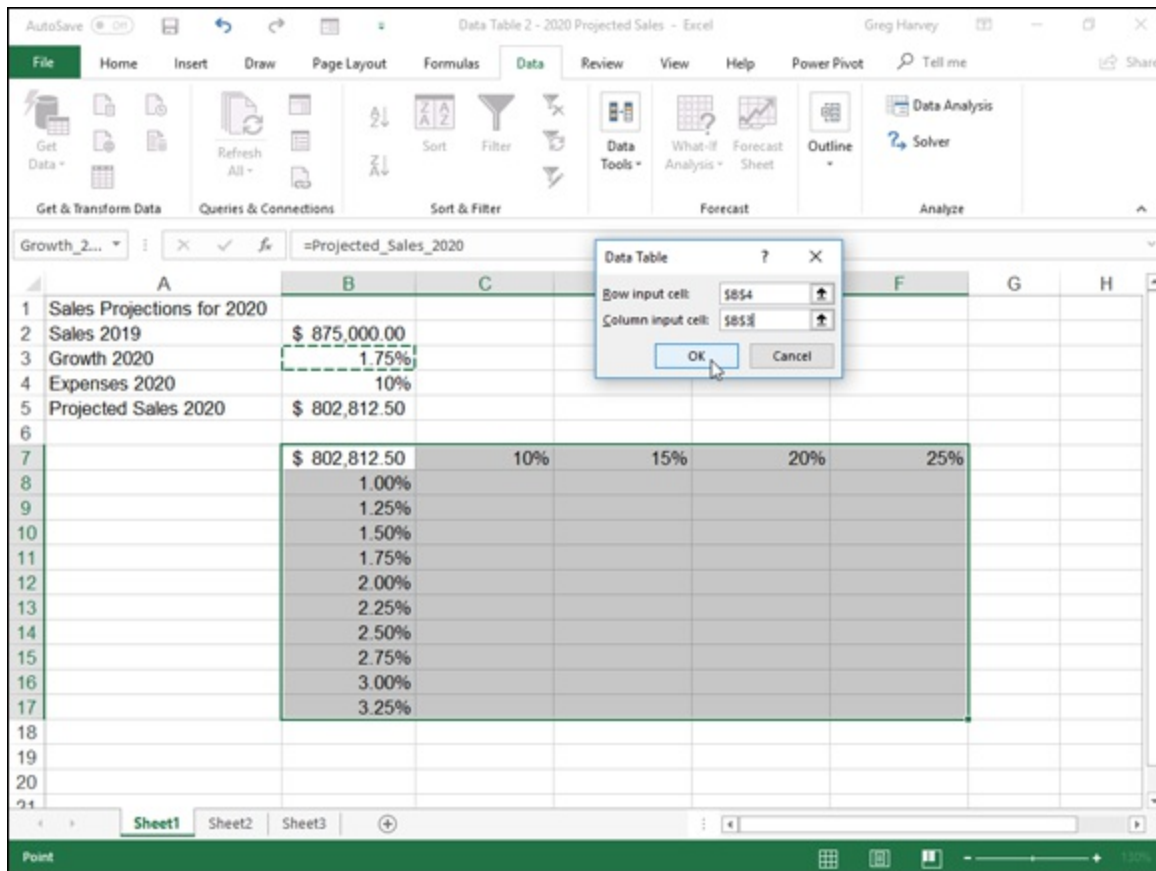 AutoSave Off Data Table 2 - 2020 Projected Sales - Excel Greg Harvey
File Home Insert Draw Page Layout Formulas Data Review View Help Power Pivot Tell me Share
Get Data
Refresh All
Sort
Filter
Data Tools
What-If Analysis
Forecast Sheet
Outline
Data Analysis
Solver
Get & Transform Data Queries & Connections Sort & Filter Forecast Analyze
Growth_2... fx =Projected_Sales_2020
Data Table ? X
Row input cell: $B$4
Column input cell: $B$3
OK Cancel
A B C F G H
1 Sales Projections for 2020
2 Sales 2019 $ 875,000.00
3 Growth 2020 1.75%
4 Expenses 2020 10%
5 Projected Sales 2020 $ 802,812.50
6
7 $ 802,812.50 10% 15% 20% 25%
8 1.00%
9 1.25%
10 1.50%
11 1.75%
12 2.00%
13 2.25%
14 2.50%
15 2.75%
16 3.00%
17 3.25%
18
19
20
21
Sheet1 Sheet2 Sheet3
Point 130%